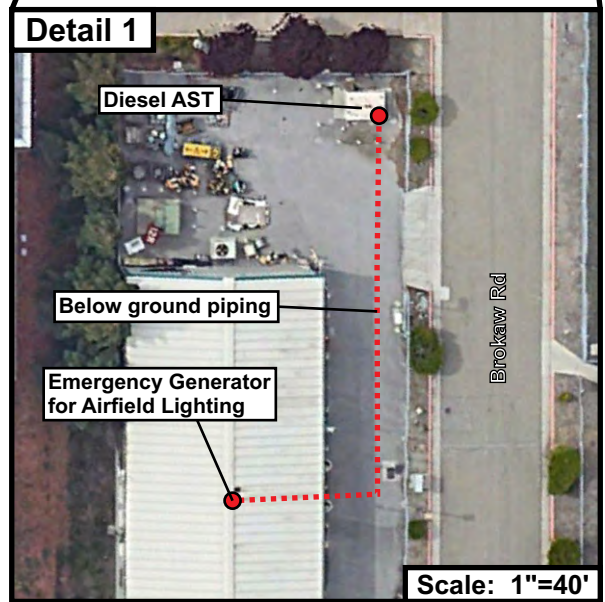 Detail 1
Diesel AST
Below ground piping
Brokaw Rd
Emergency Generator
for Airfield Lighting
Scale: 1"=40'